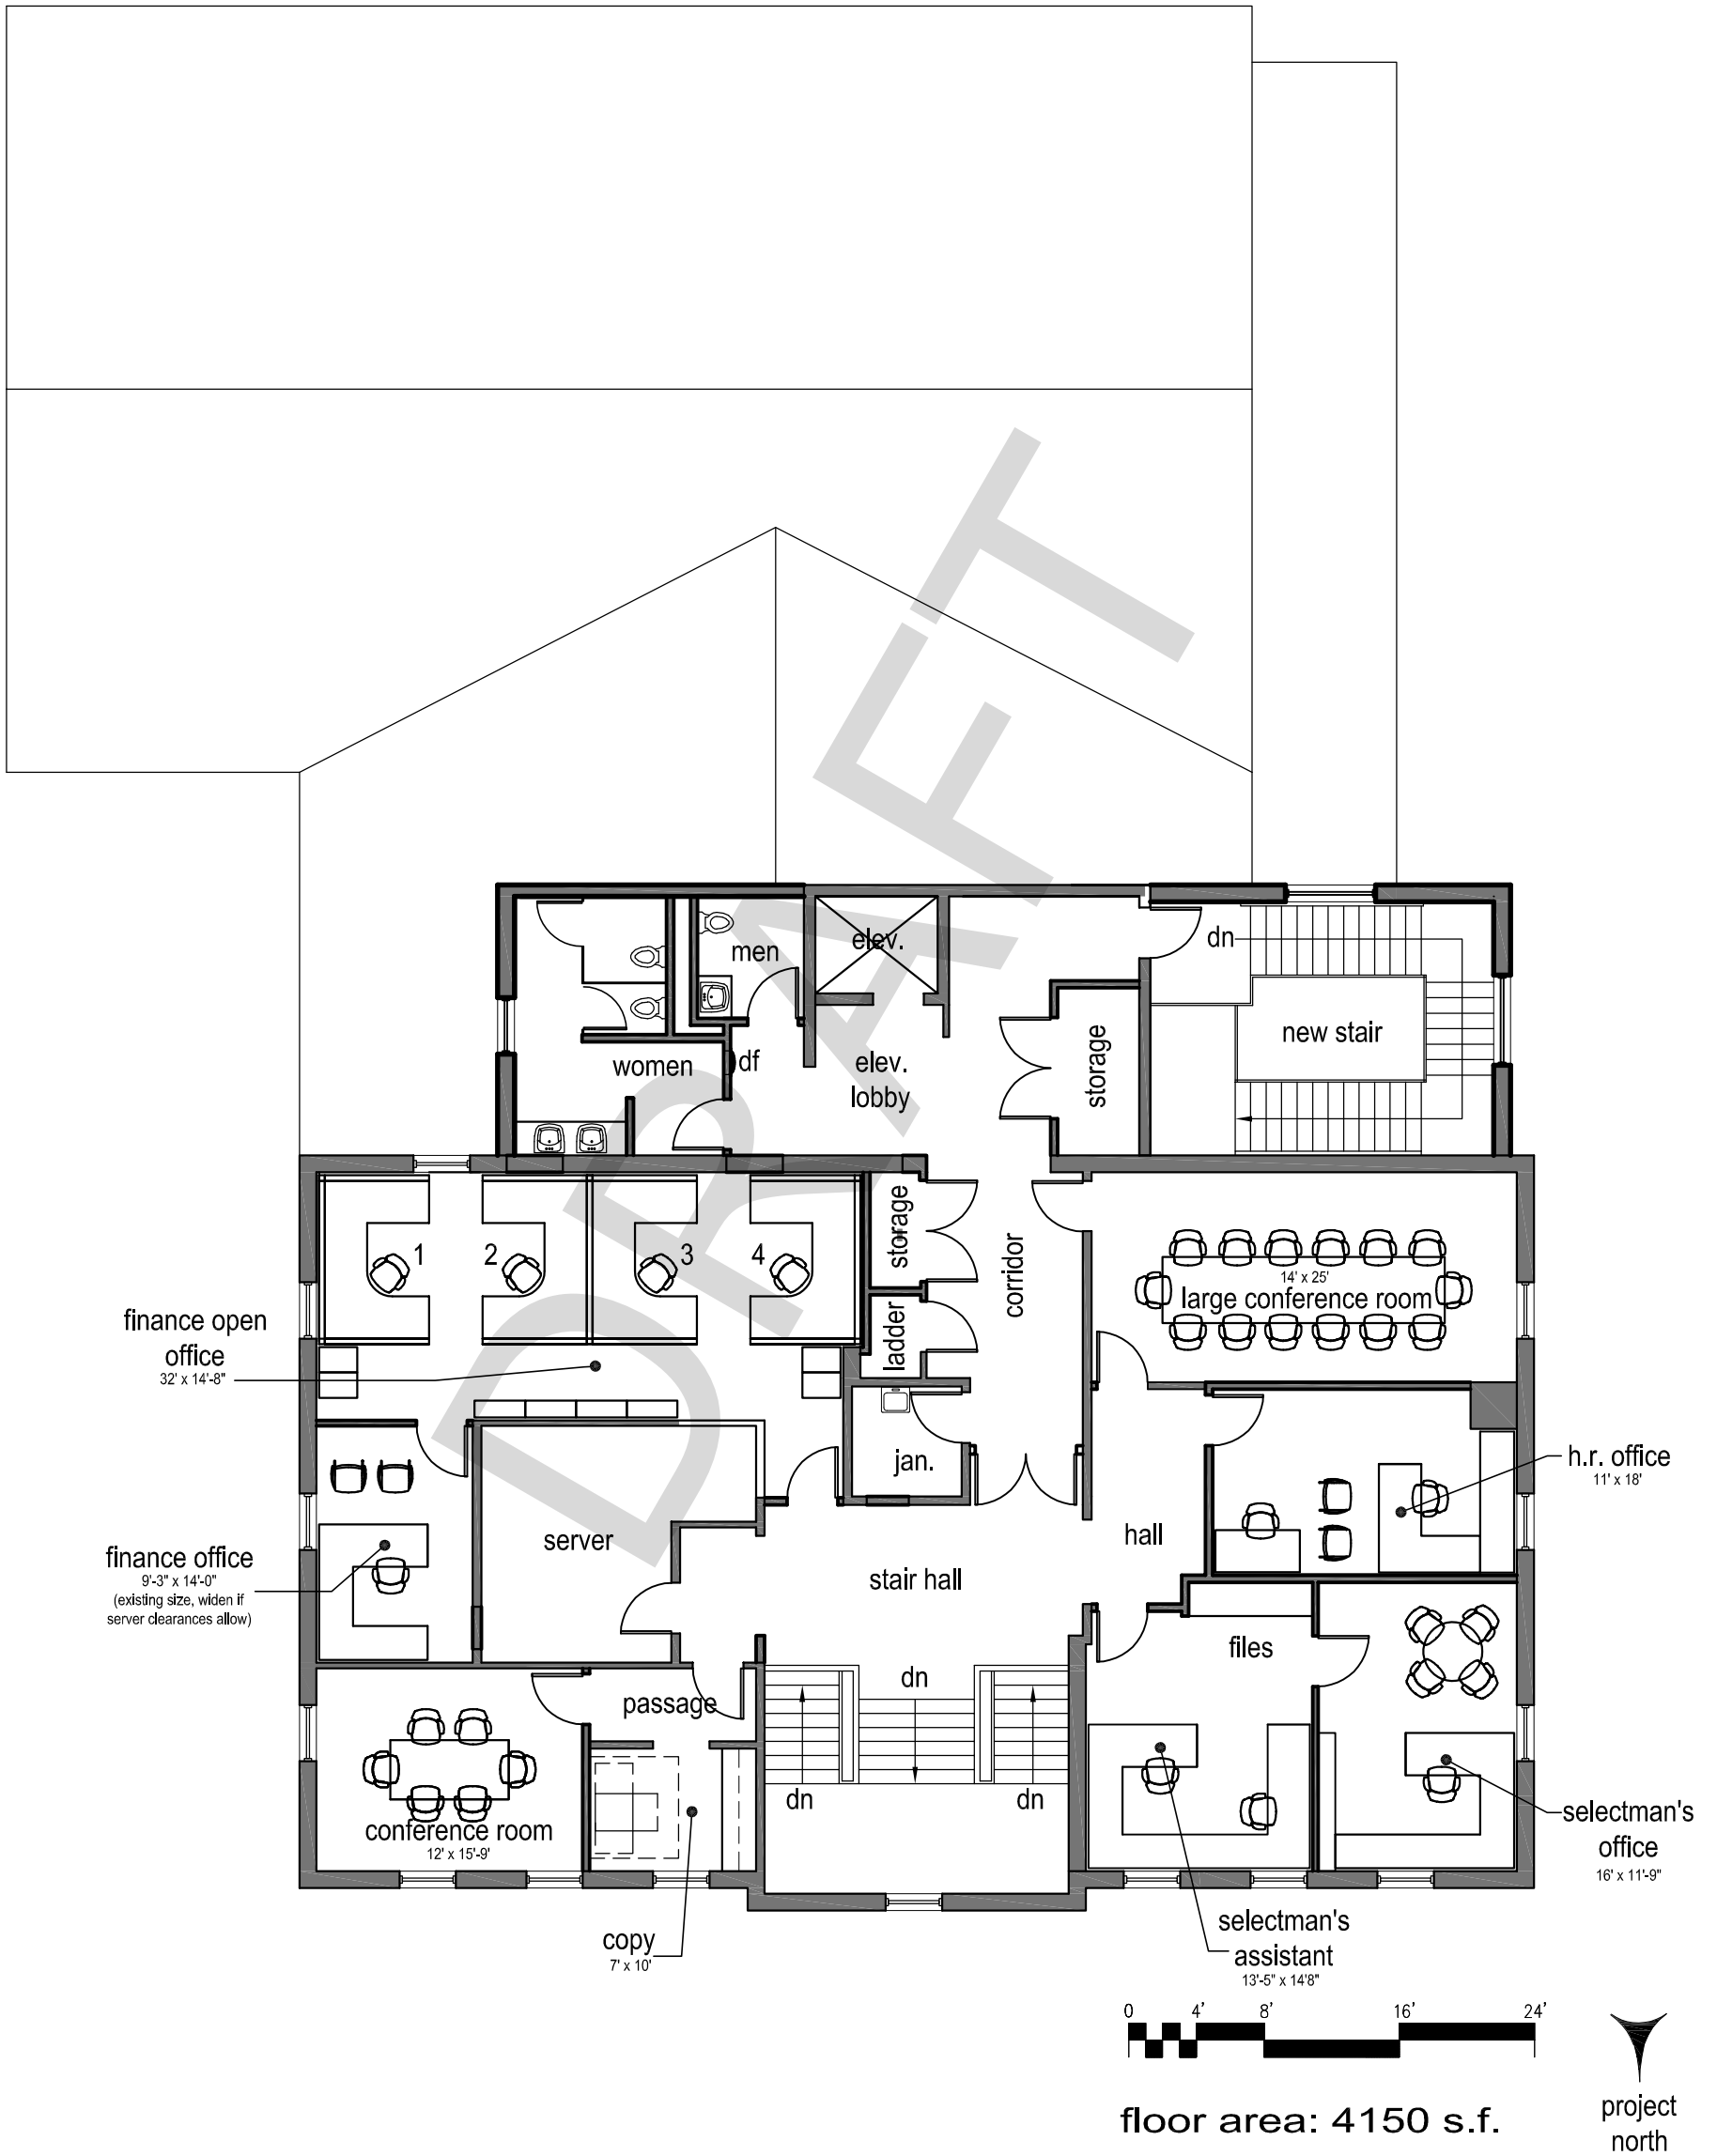 DRAFT
elev.
men
dn
new stair
women
df
elev.
lobby
storage
1
2
3
4
storage
corridor
14' x 25'
large conference room
ladder
finance open
office
32' x 14'-8"
jan.
h.r. office
11' x 18'
server
hall
finance office
9'-3" x 14'-0"
(existing size, widen if
server clearances allow)
stair hall
files
dn
passage
dn
dn
conference room
12' x 15'-9'
selectman's
office
16' x 11'-9"
copy
7' x 10'
selectman's
assistant
13'-5" x 14'8"
0 4' 8' 16' 24'
floor area: 4150 s.f.
project
north